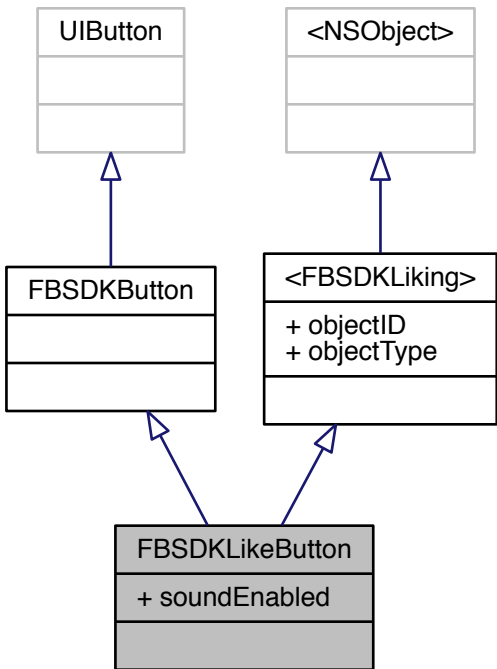 UIButton
<NSObject>
FBSDKButton
<FBSDKLiking>
+ objectID
+ objectType
FBSDKLikeButton
+ soundEnabled